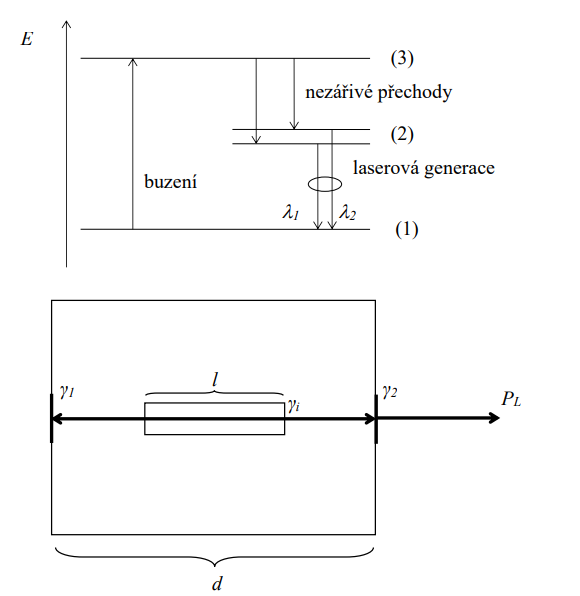 E
(3)
nezářivé přechody
(2)
laserová generace
buzení
λ1 λ2
(1)
l
γ1
γi
γ2
PL
d